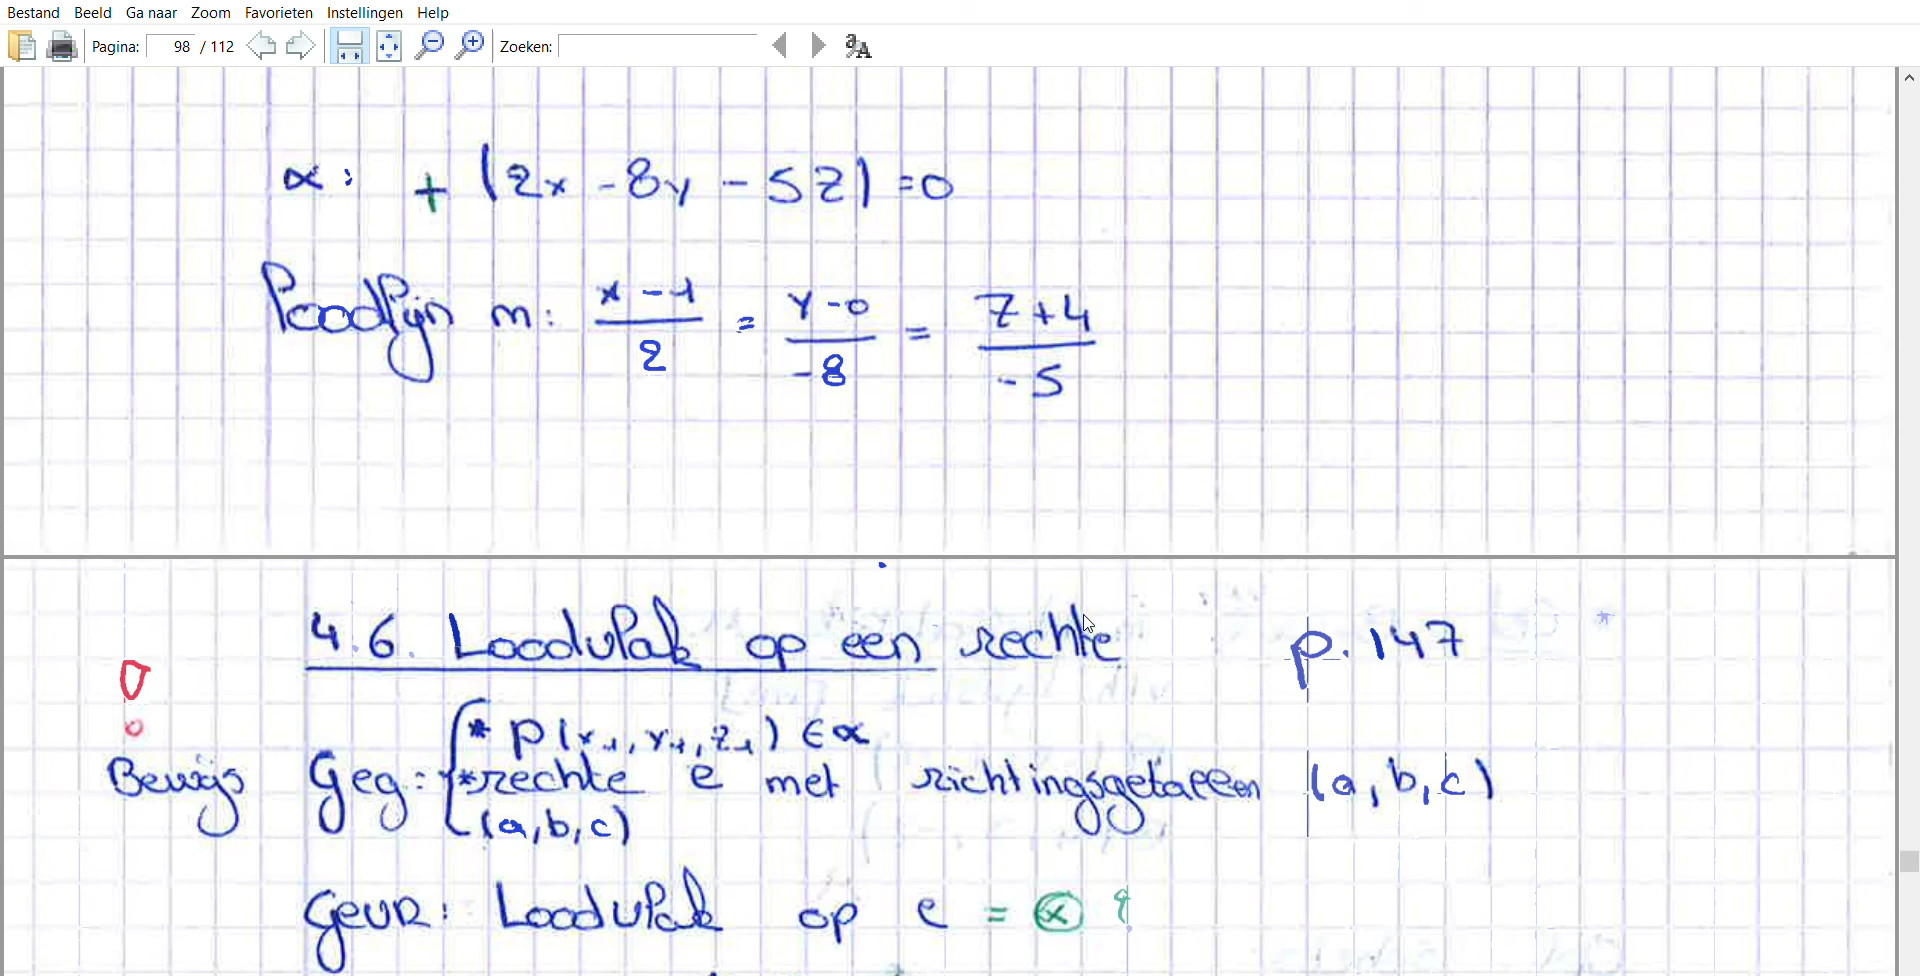 Bestand Beeld Ga naar Zoom Favorieten Instellingen Help
Pagina: 98 / 112 Zoeken:
α: + (2x - 8y - 5z) = 0
Loodlijn m: x - 1 / 2 = y - 0 / -8 = z + 4 / -5
4.6. Loodvlak op een rechte p. 147
* P(x1, y1, z1) ∈ α
Bewijs Geg: * rechte e met richtingsgetallen (a, b, c)
(a, b, c)
Gevr: Loodvlak op e = α ?